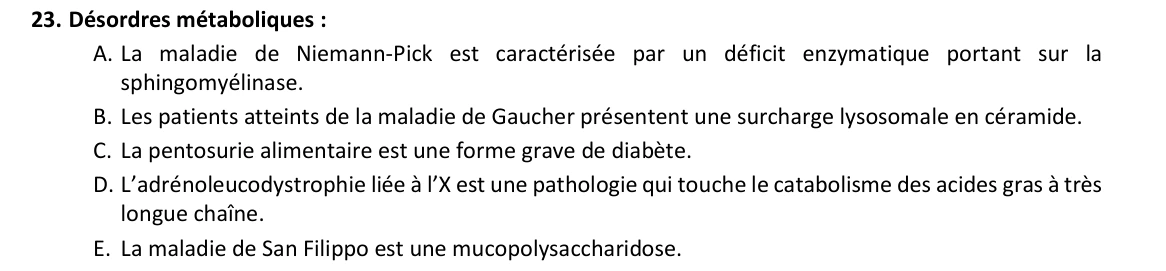 23. Désordres métaboliques :
A. La maladie de Niemann-Pick est caractérisée par un déficit enzymatique portant sur la
sphingomyélinase.
B. Les patients atteints de la maladie de Gaucher présentent une surcharge lysosomale en céramide.
C. La pentosurie alimentaire est une forme grave de diabète.
D. L’adrénoleucodystrophie liée à l’X est une pathologie qui touche le catabolisme des acides gras à très
longue chaîne.
E. La maladie de San Filippo est une mucopolysaccharidose.